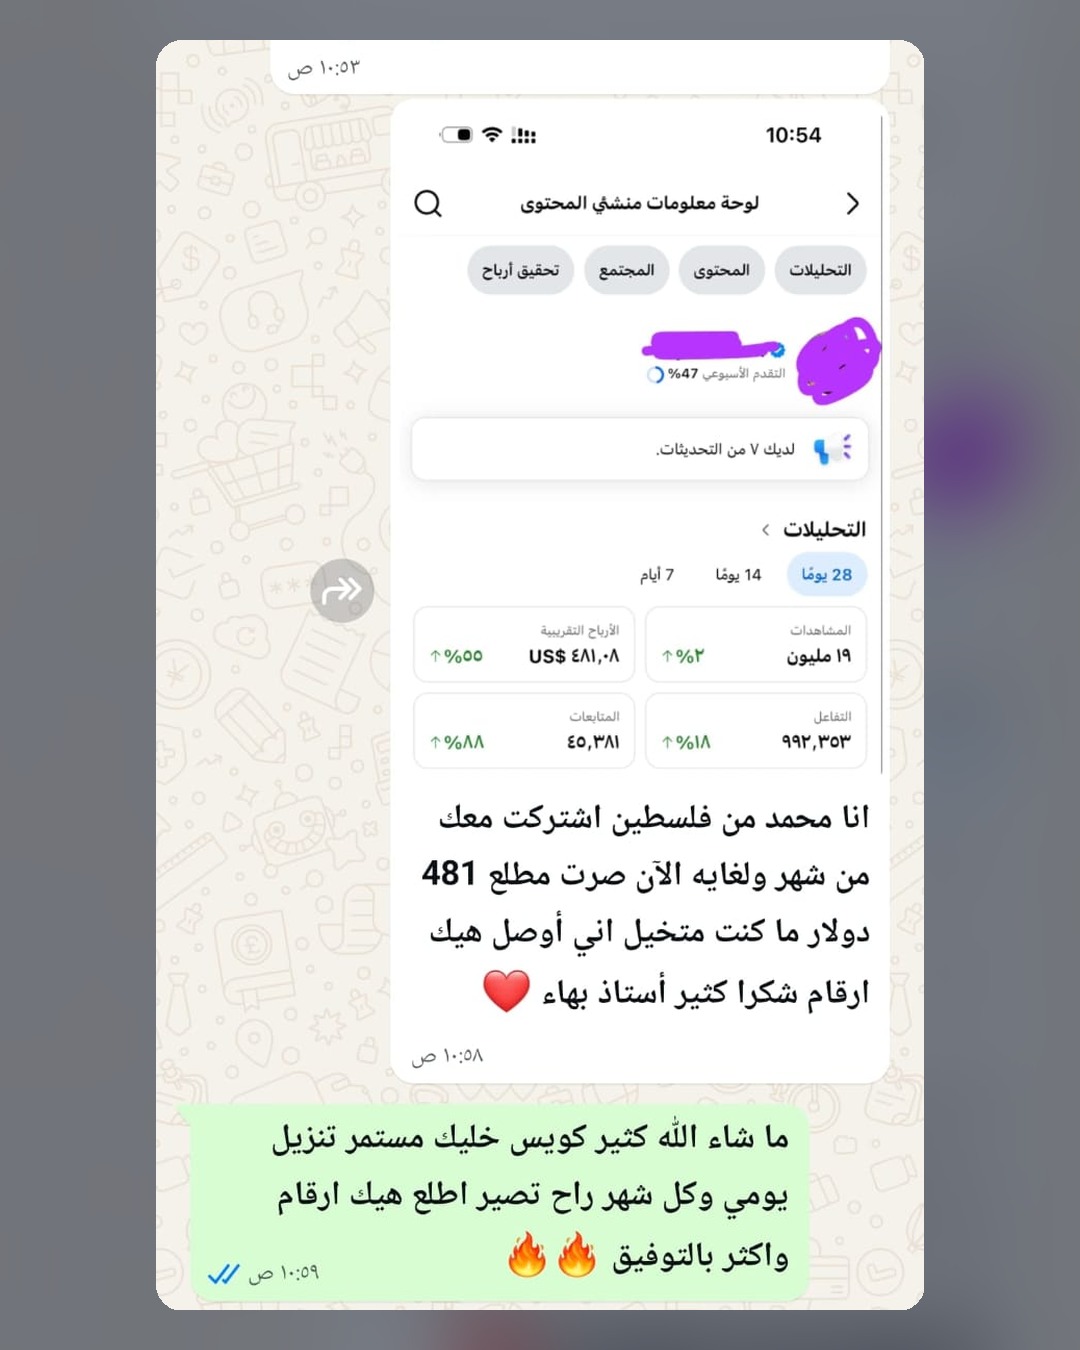 ١٠:٥٣ ص
10:54
لوحة معلومات منشئي المحتوى
التحليلات المحتوى المجتمع تحقيق أرباح
التقدم الأسبوعي 47%
لديك ٧ من التحديثات.
التحليلات
28 يومًا 14 يومًا 7 أيام
المشاهدات الأرباح التقريبية
١٩ مليون ٢%↑ US$ ٤٨١,٠٨ ٥٥%↑
التفاعل المتابعات
٩٩٢,٣٥٣ ١٨%↑ ٤٥,٣٨١ ٨٨%↑
انا محمد من فلسطين اشتركت معك
من شهر ولغايه الآن صرت مطلع 481
دولار ما كنت متخيل اني أوصل هيك
ارقام شكرا كثير أستاذ بهاء ❤️
١٠:٥٨ ص
ما شاء الله كثير كويس خليك مستمر تنزيل
يومي وكل شهر راح تصير اطلع هيك ارقام
واكثر بالتوفيق 🔥🔥
١٠:٥٩ ص